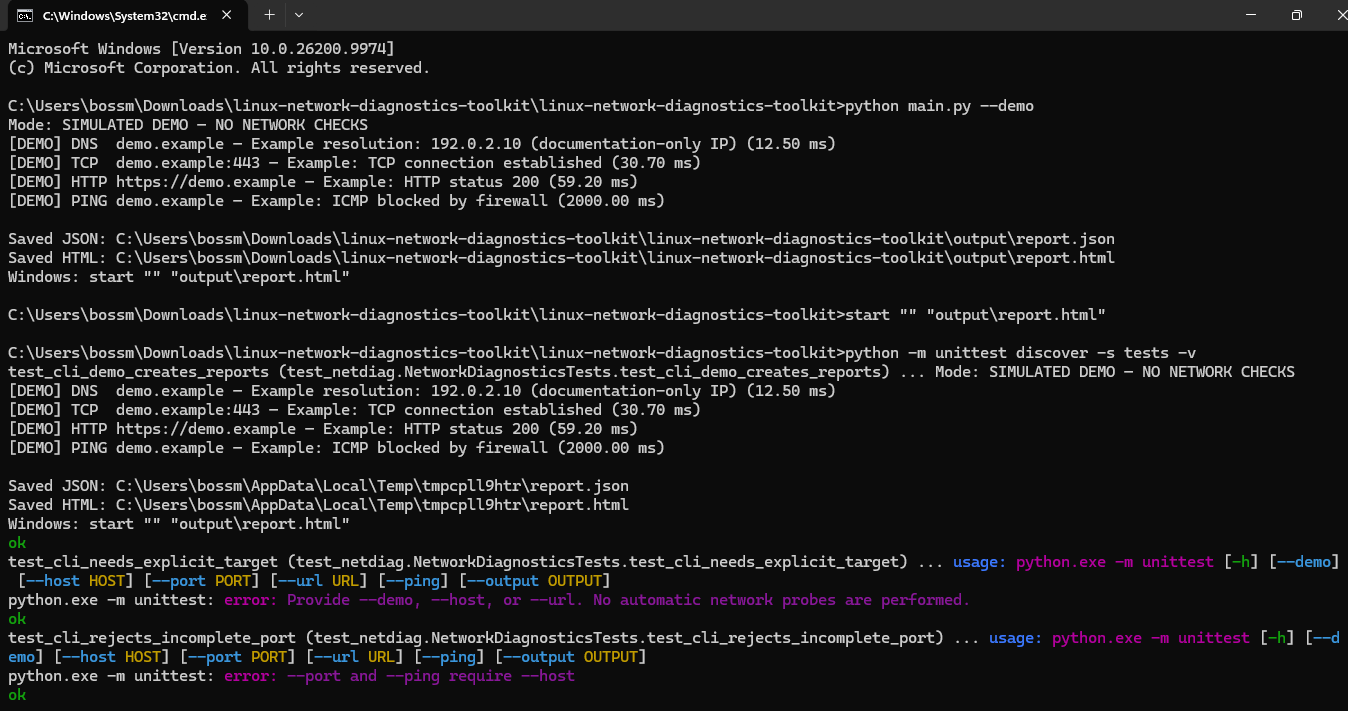 C:\Windows\System32\cmd.e
Microsoft Windows [Version 10.0.26200.9974]
(c) Microsoft Corporation. All rights reserved.
C:\Users\bossm\Downloads\linux-network-diagnostics-toolkit\linux-network-diagnostics-toolkit>python main.py --demo
Mode: SIMULATED DEMO — NO NETWORK CHECKS
[DEMO] DNS  demo.example — Example resolution: 192.0.2.10 (documentation-only IP) (12.50 ms)
[DEMO] TCP  demo.example:443 — Example: TCP connection established (30.70 ms)
[DEMO] HTTP https://demo.example — Example: HTTP status 200 (59.20 ms)
[DEMO] PING demo.example — Example: ICMP blocked by firewall (2000.00 ms)
Saved JSON: C:\Users\bossm\Downloads\linux-network-diagnostics-toolkit\linux-network-diagnostics-toolkit\output\report.json
Saved HTML: C:\Users\bossm\Downloads\linux-network-diagnostics-toolkit\linux-network-diagnostics-toolkit\output\report.html
Windows: start "" "output\report.html"
C:\Users\bossm\Downloads\linux-network-diagnostics-toolkit\linux-network-diagnostics-toolkit>start "" "output\report.html"
C:\Users\bossm\Downloads\linux-network-diagnostics-toolkit\linux-network-diagnostics-toolkit>python -m unittest discover -s tests -v
test_cli_demo_creates_reports (test_netdiag.NetworkDiagnosticsTests.test_cli_demo_creates_reports) ... Mode: SIMULATED DEMO — NO NETWORK CHECKS
[DEMO] DNS  demo.example — Example resolution: 192.0.2.10 (documentation-only IP) (12.50 ms)
[DEMO] TCP  demo.example:443 — Example: TCP connection established (30.70 ms)
[DEMO] HTTP https://demo.example — Example: HTTP status 200 (59.20 ms)
[DEMO] PING demo.example — Example: ICMP blocked by firewall (2000.00 ms)
Saved JSON: C:\Users\bossm\AppData\Local\Temp\tmpcpll9htr\report.json
Saved HTML: C:\Users\bossm\AppData\Local\Temp\tmpcpll9htr\report.html
Windows: start "" "output\report.html"
ok
test_cli_needs_explicit_target (test_netdiag.NetworkDiagnosticsTests.test_cli_needs_explicit_target) ... usage: python.exe -m unittest [-h] [--demo]
[--host HOST] [--port PORT] [--url URL] [--ping] [--output OUTPUT]
python.exe -m unittest: error: Provide --demo, --host, or --url. No automatic network probes are performed.
ok
test_cli_rejects_incomplete_port (test_netdiag.NetworkDiagnosticsTests.test_cli_rejects_incomplete_port) ... usage: python.exe -m unittest [-h] [--d
emo] [--host HOST] [--port PORT] [--url URL] [--ping] [--output OUTPUT]
python.exe -m unittest: error: --port and --ping require --host
ok